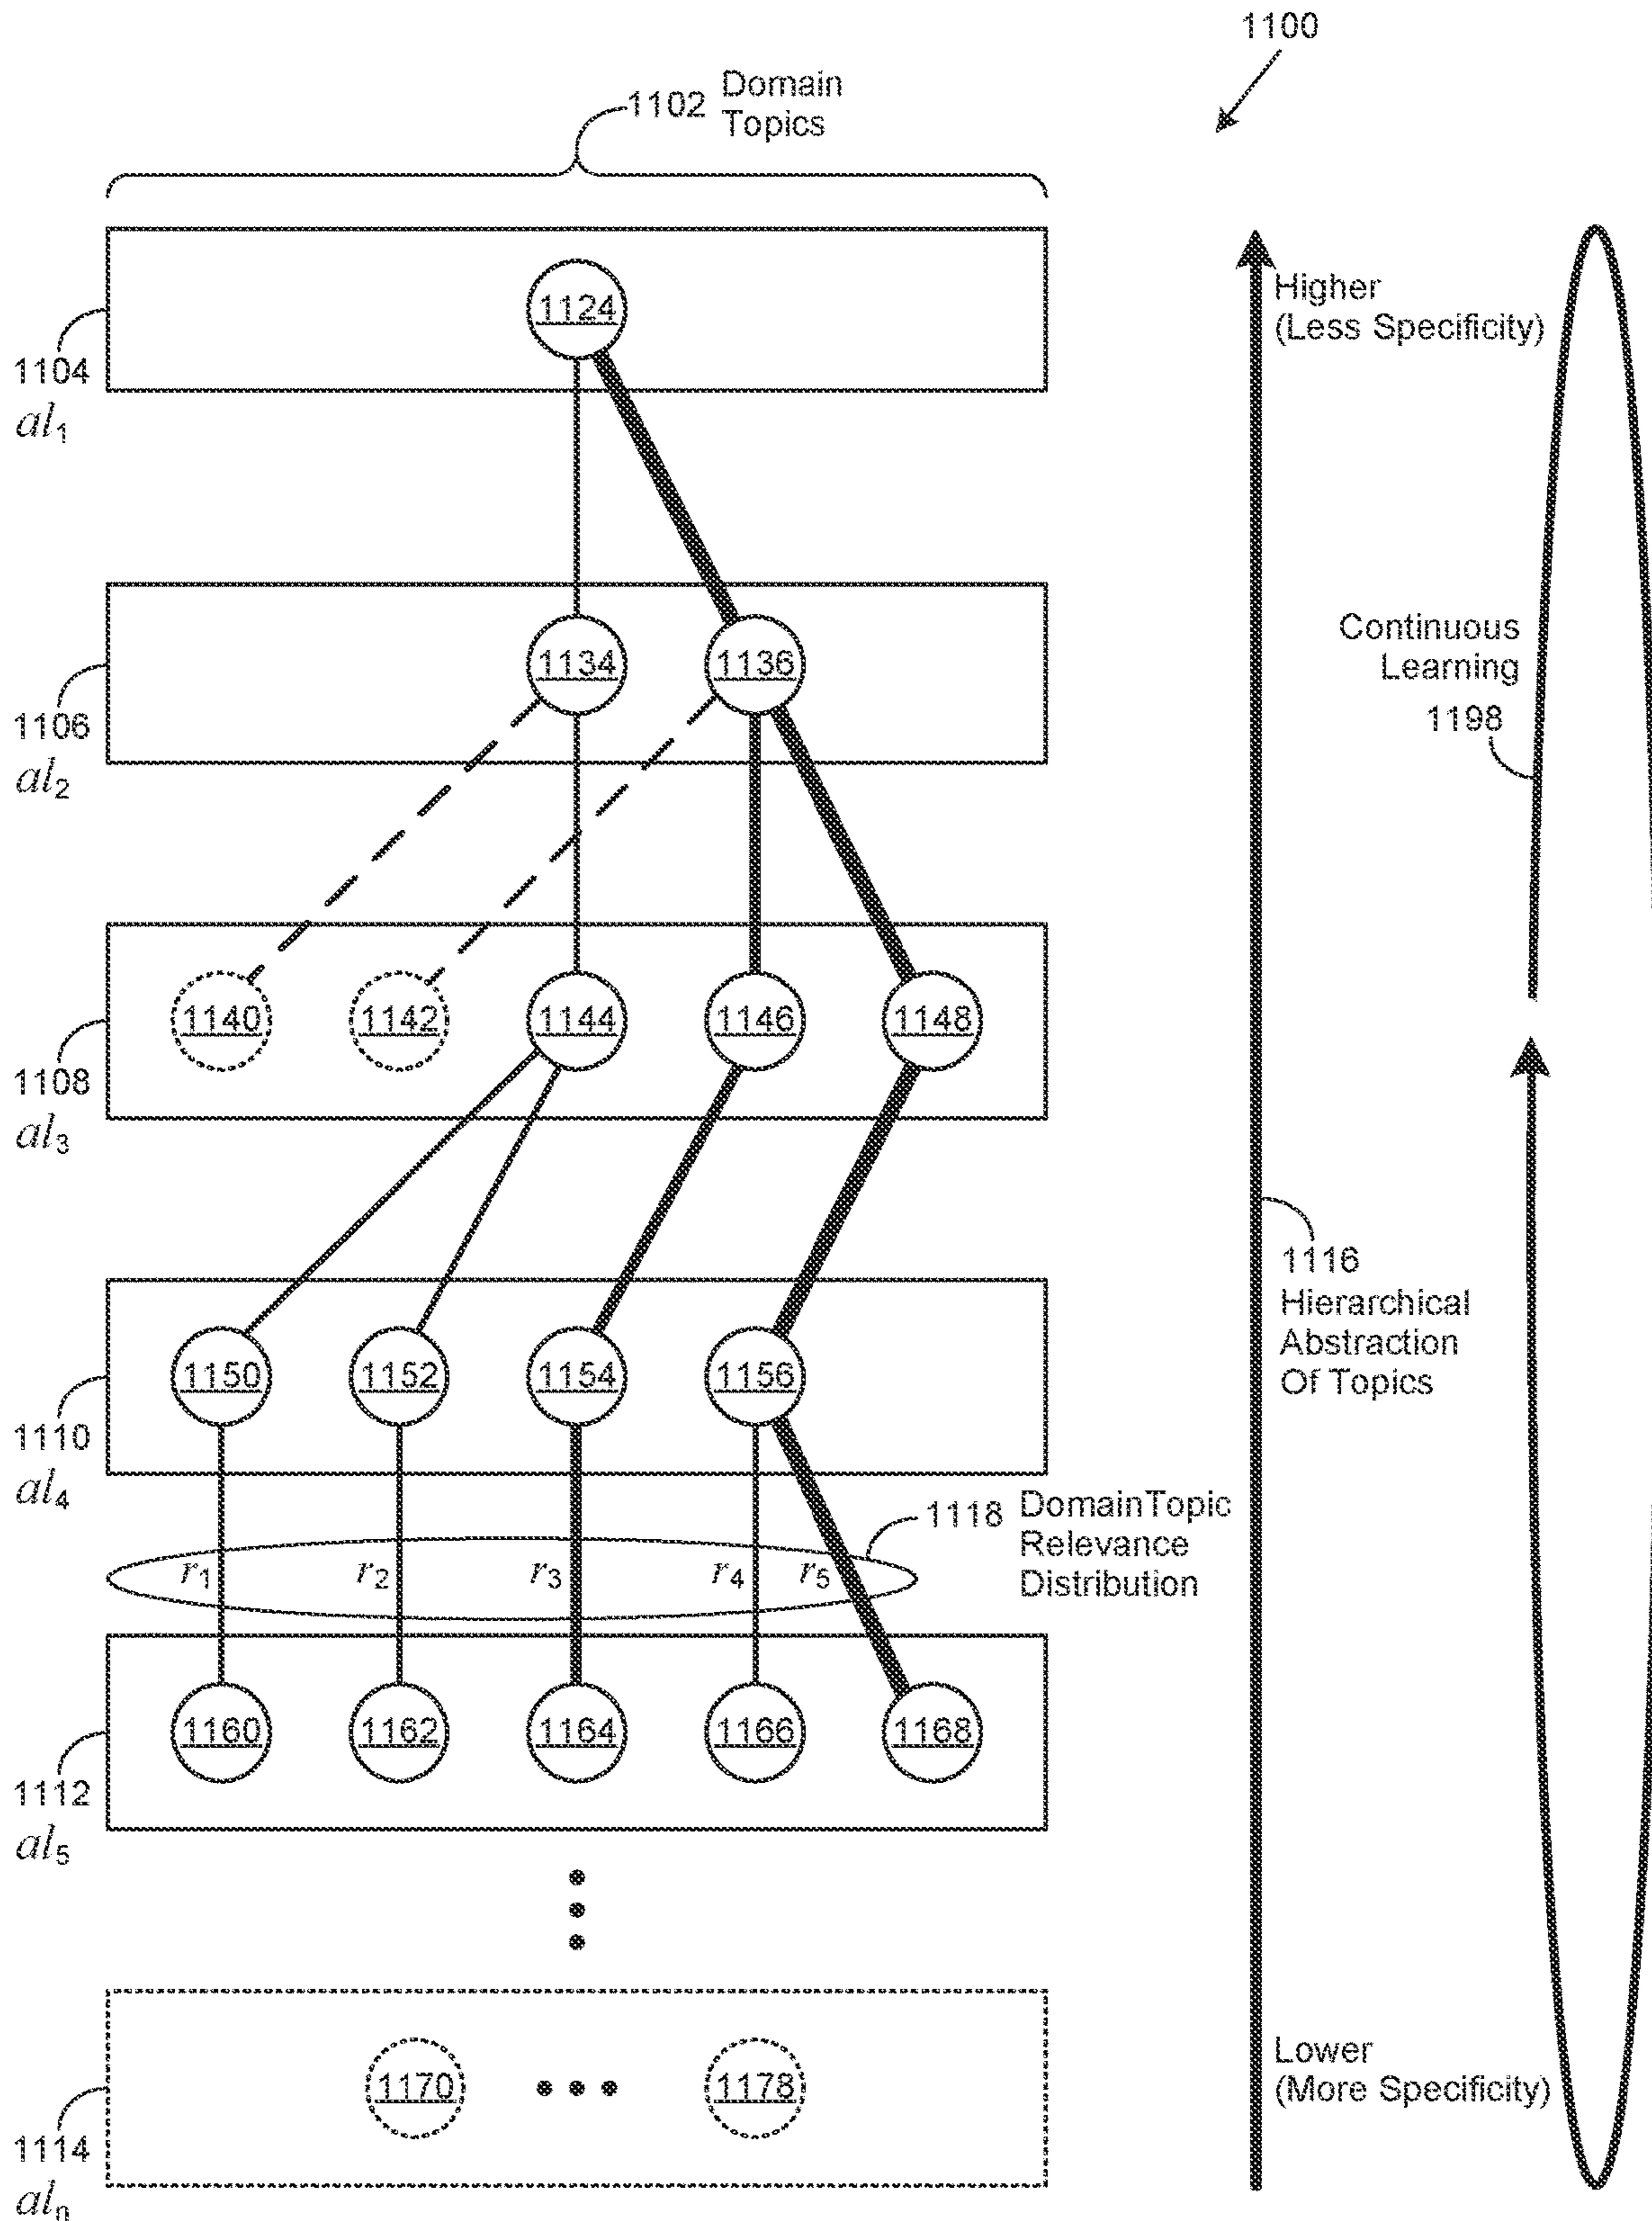 1100
1102 Domain
Topics
1124
Higher
(Less Specificity)
1104
al1
Continuous
Learning
1198
1134
1136
1106
al2
1140
1142
1144
1146
1148
1108
al3
1116
Hierarchical
Abstraction
Of Topics
1150
1152
1154
1156
1110
al4
1118 DomainTopic
Relevance
Distribution
r1 r2 r3 r4 r5
1160
1162
1164
1166
1168
1112
al5
Lower
(More Specificity)
1170
1178
1114
aln